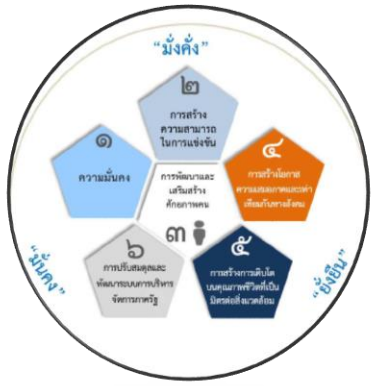 “มั่งคั่ง”
๒
การสร้าง
ความสามารถ
ในการแข่งขัน
๑
ความมั่นคง
การพัฒนาและ
เสริมสร้าง
ศักยภาพคน
๓
๔
การสร้างโอกาส
ความเสมอภาคและเท่า
เทียมกันทางสังคม
๖
การปรับสมดุลและ
พัฒนาระบบการบริหาร
จัดการภาครัฐ
๕
การสร้างการเติบโต
บนคุณภาพชีวิตที่เป็น
มิตรต่อสิ่งแวดล้อม
“มั่นคง”
“ยั่งยืน”